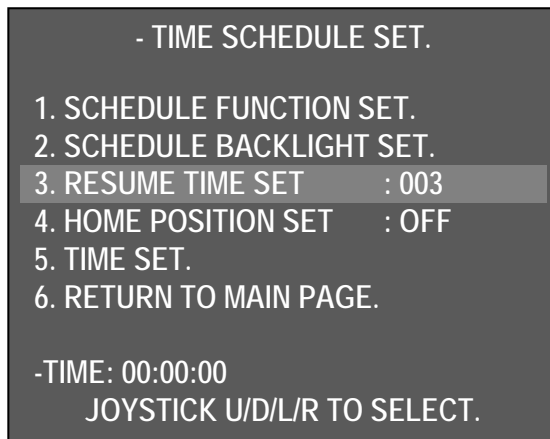 - TIME SCHEDULE SET.
1. SCHEDULE FUNCTION SET.
2. SCHEDULE BACKLIGHT SET.
3. RESUME TIME SET : 003
4. HOME POSITION SET : OFF
5. TIME SET.
6. RETURN TO MAIN PAGE.
-TIME: 00:00:00
JOYSTICK U/D/L/R TO SELECT.